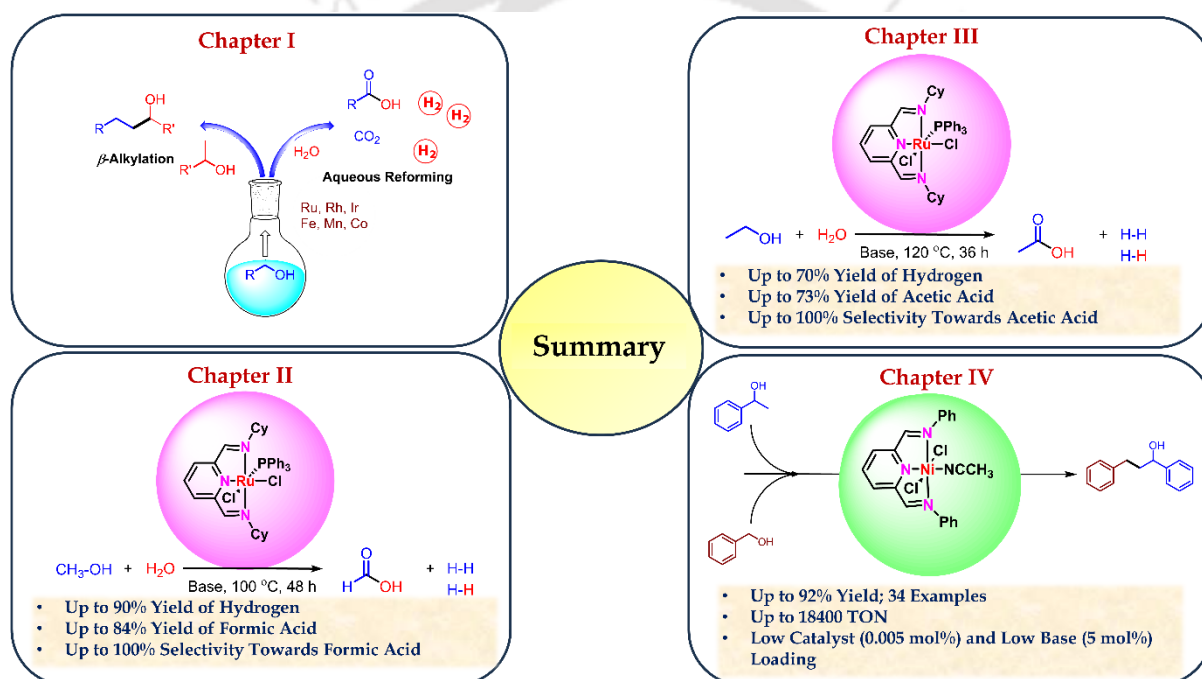 Chapter I
OH
R
R'
β-Alkylation
R'
OH
O
R
OH
H2
H2
CO2
H2
H2O
Aqueous Reforming
Ru, Rh, Ir
Fe, Mn, Co
R
OH
Chapter II
Cy
N
PPh3
N
Ru
Cl
Cl
N
Cy
CH3-OH + H2O
Base, 100 °C, 48 h
O
H
OH
+ H-H
H-H
• Up to 90% Yield of Hydrogen
• Up to 84% Yield of Formic Acid
• Up to 100% Selectivity Towards Formic Acid
Summary
Chapter III
Cy
N
PPh3
N
Ru
Cl
Cl
N
Cy
OH + H2O
Base, 120 °C, 36 h
O
OH
+ H-H
H-H
• Up to 70% Yield of Hydrogen
• Up to 73% Yield of Acetic Acid
• Up to 100% Selectivity Towards Acetic Acid
Chapter IV
OH
OH
Ph
N
Cl
N
Ni
NCCH3
Cl
N
Ph
OH
• Up to 92% Yield; 34 Examples
• Up to 18400 TON
• Low Catalyst (0.005 mol%) and Low Base (5 mol%)
Loading